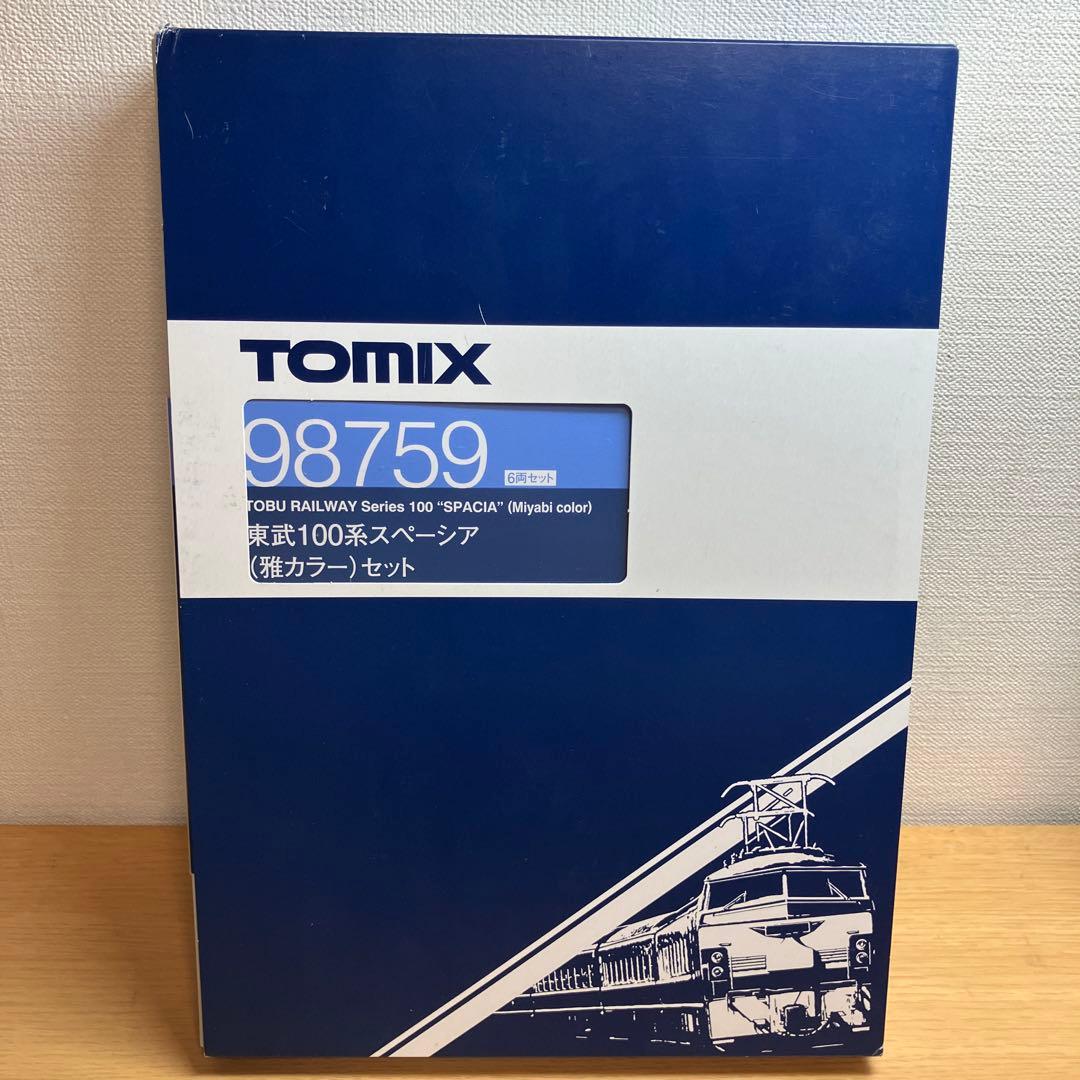 TOMIX
98759 6両セット
TOBU RAILWAY Series 100 “SPACIA” (Miyabi color)
東武100系スペーシア
(雅カラー)セット